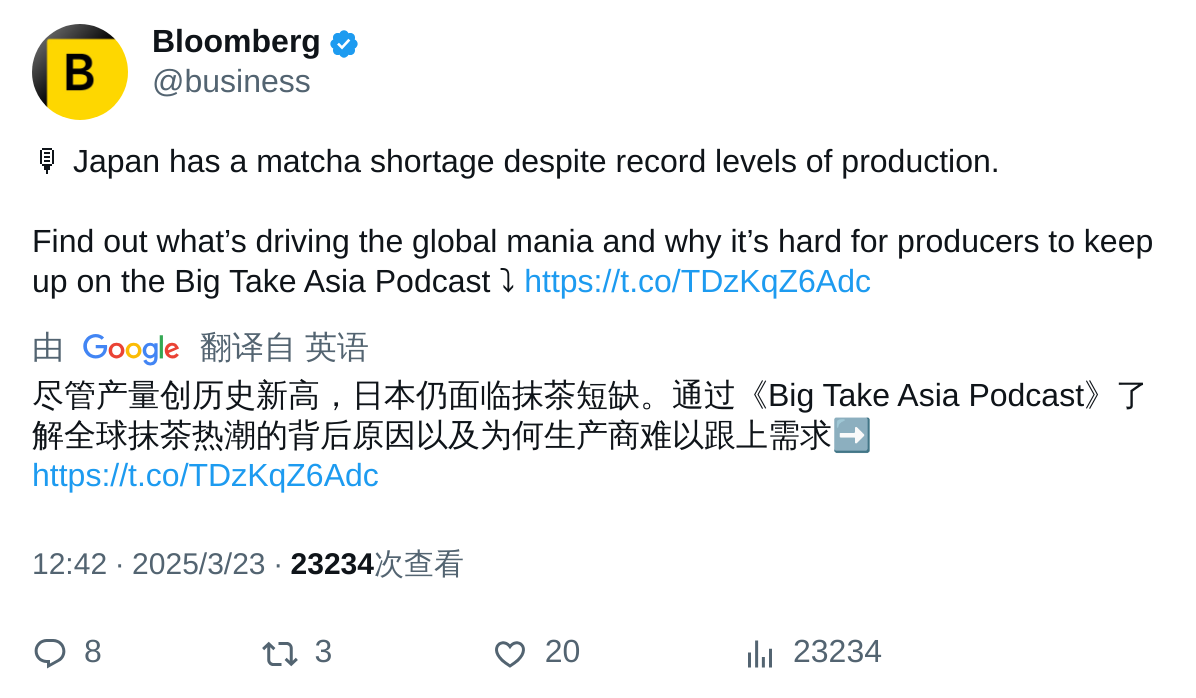 B
Bloomberg
@business
🎙 Japan has a matcha shortage despite record levels of production.
Find out what’s driving the global mania and why it’s hard for producers to keep
up on the Big Take Asia Podcast ⤵ https://t.co/TDzKqZ6Adc
由 Google 翻译自 英语
尽管产量创历史新高，日本仍面临抹茶短缺。通过《Big Take Asia Podcast》了
解全球抹茶热潮的背后原因以及为何生产商难以跟上需求➡️
https://t.co/TDzKqZ6Adc
12:42 · 2025/3/23 · 23234次查看
8 3 20 23234